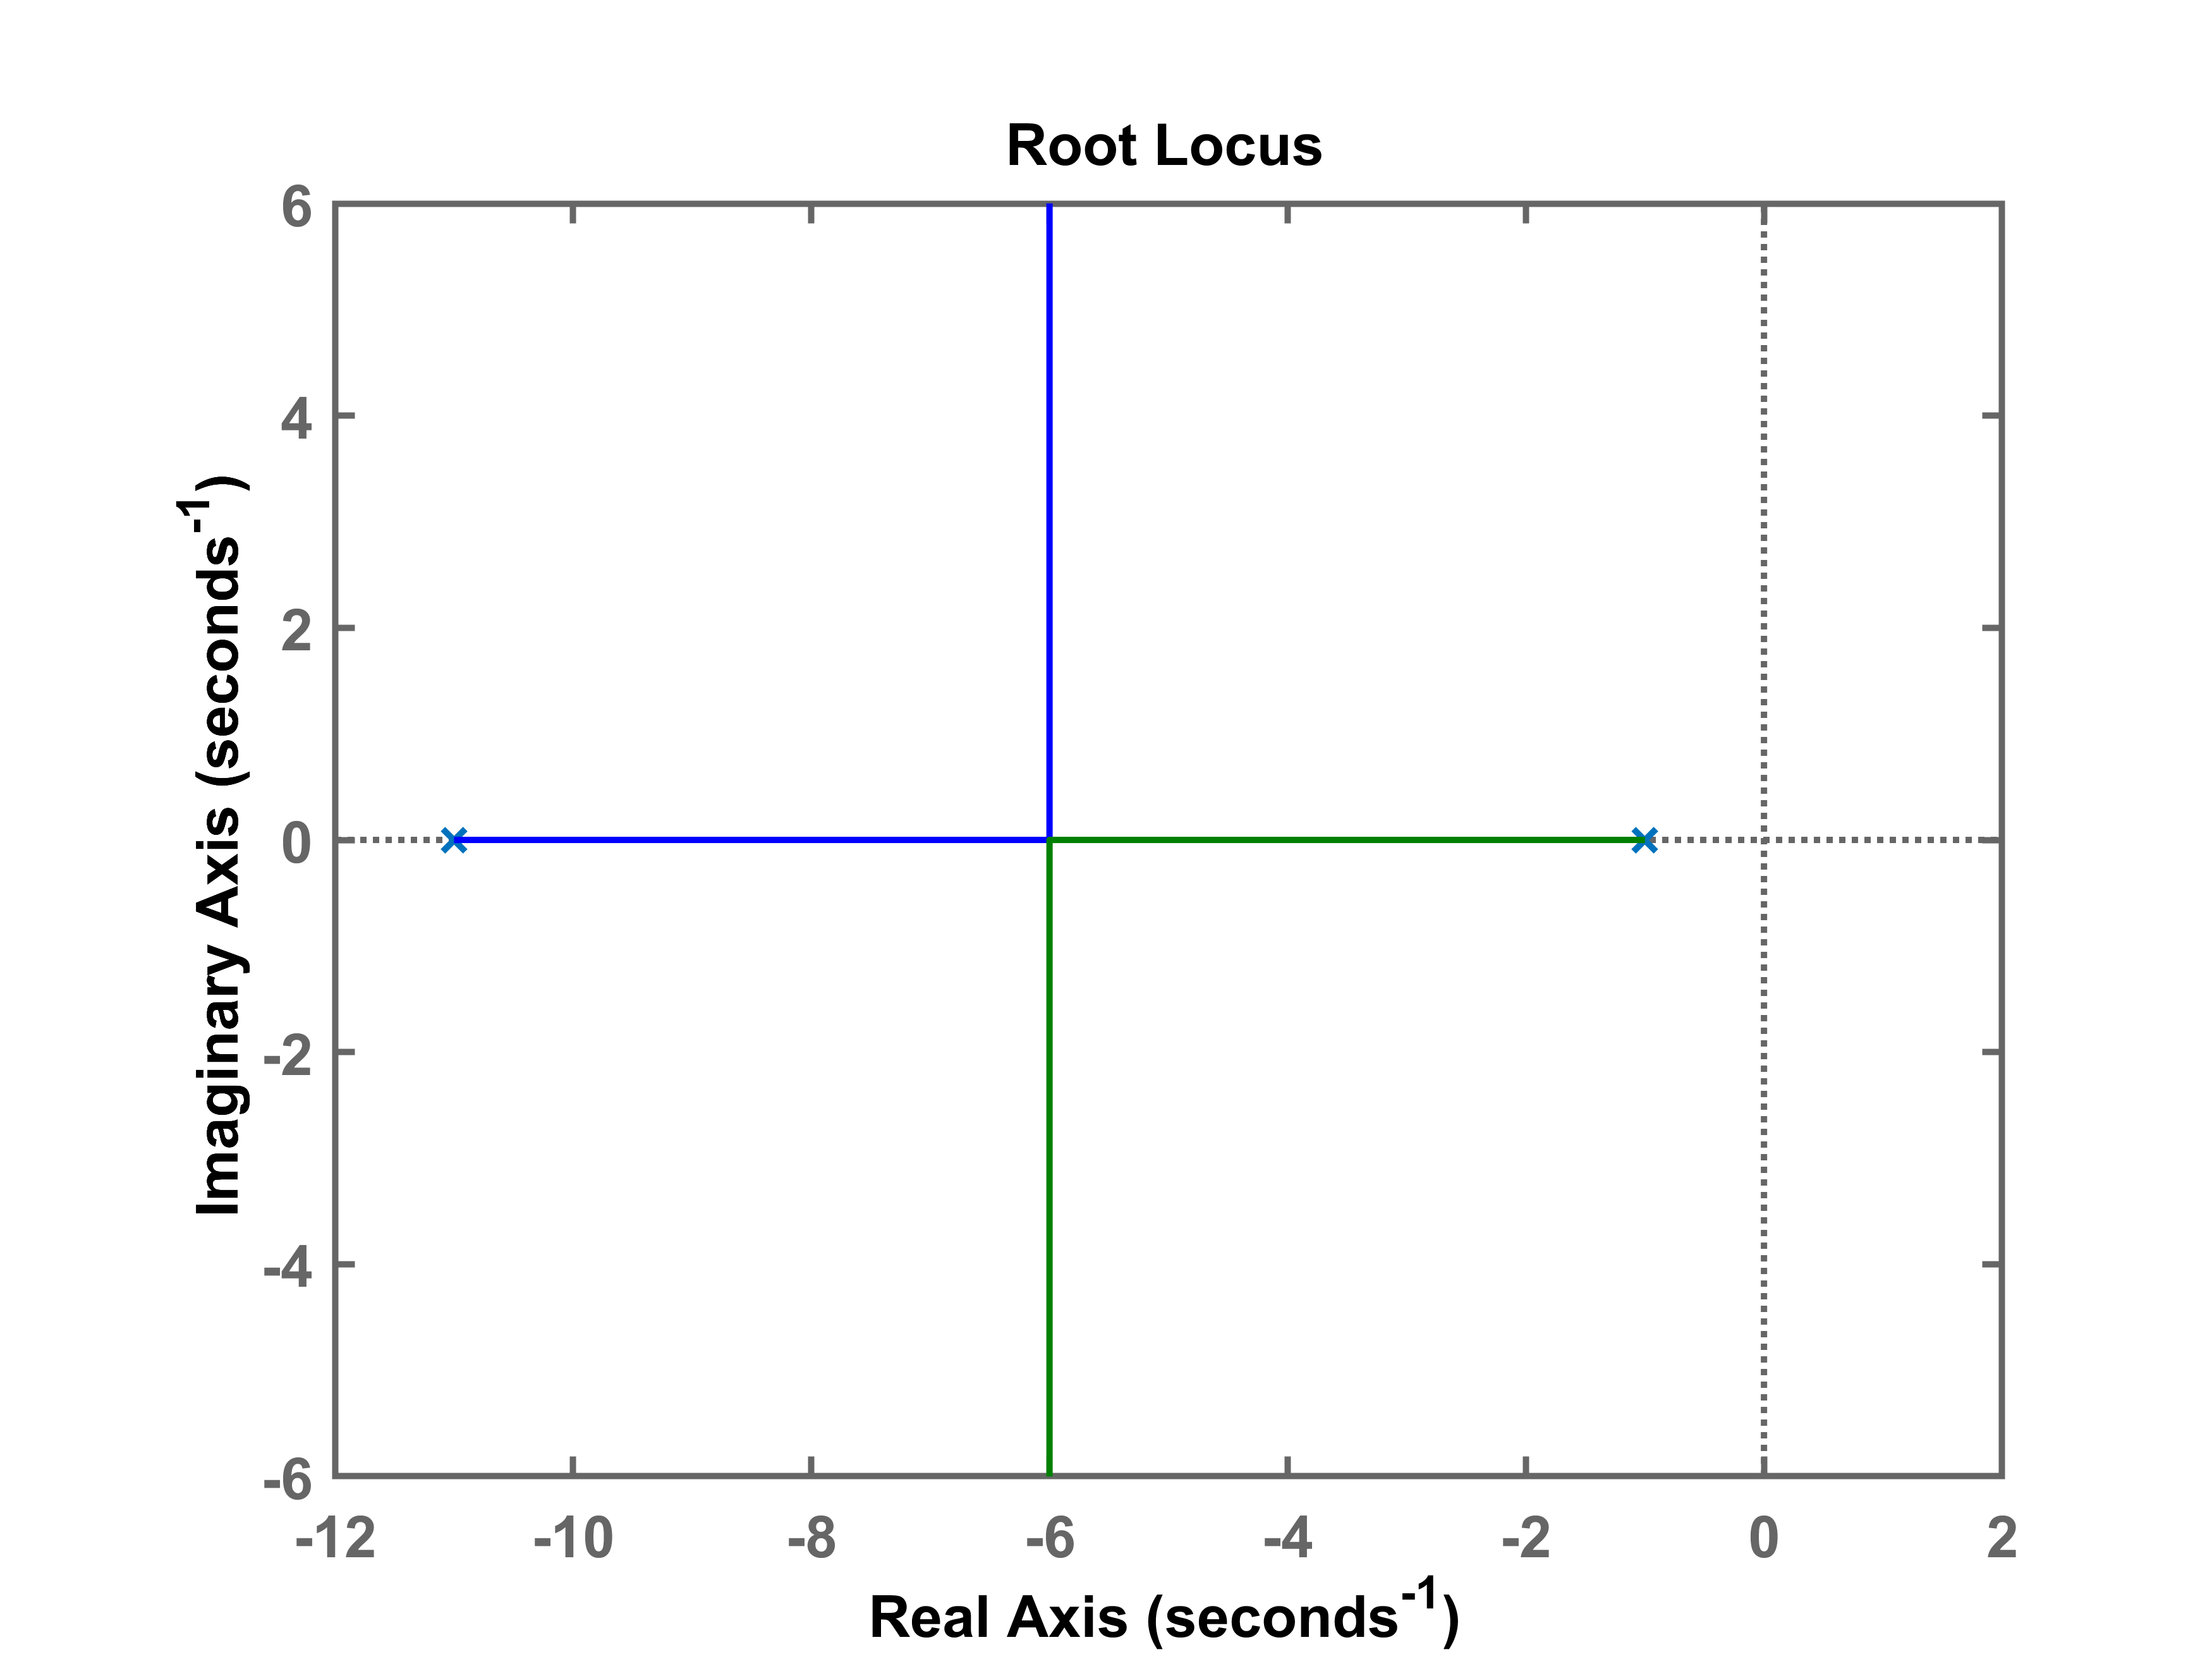 Root Locus
6
4
2
0
-2
-4
-6
Imaginary Axis (seconds⁻¹)
-12 -10 -8 -6 -4 -2 0 2
Real Axis (seconds⁻¹)